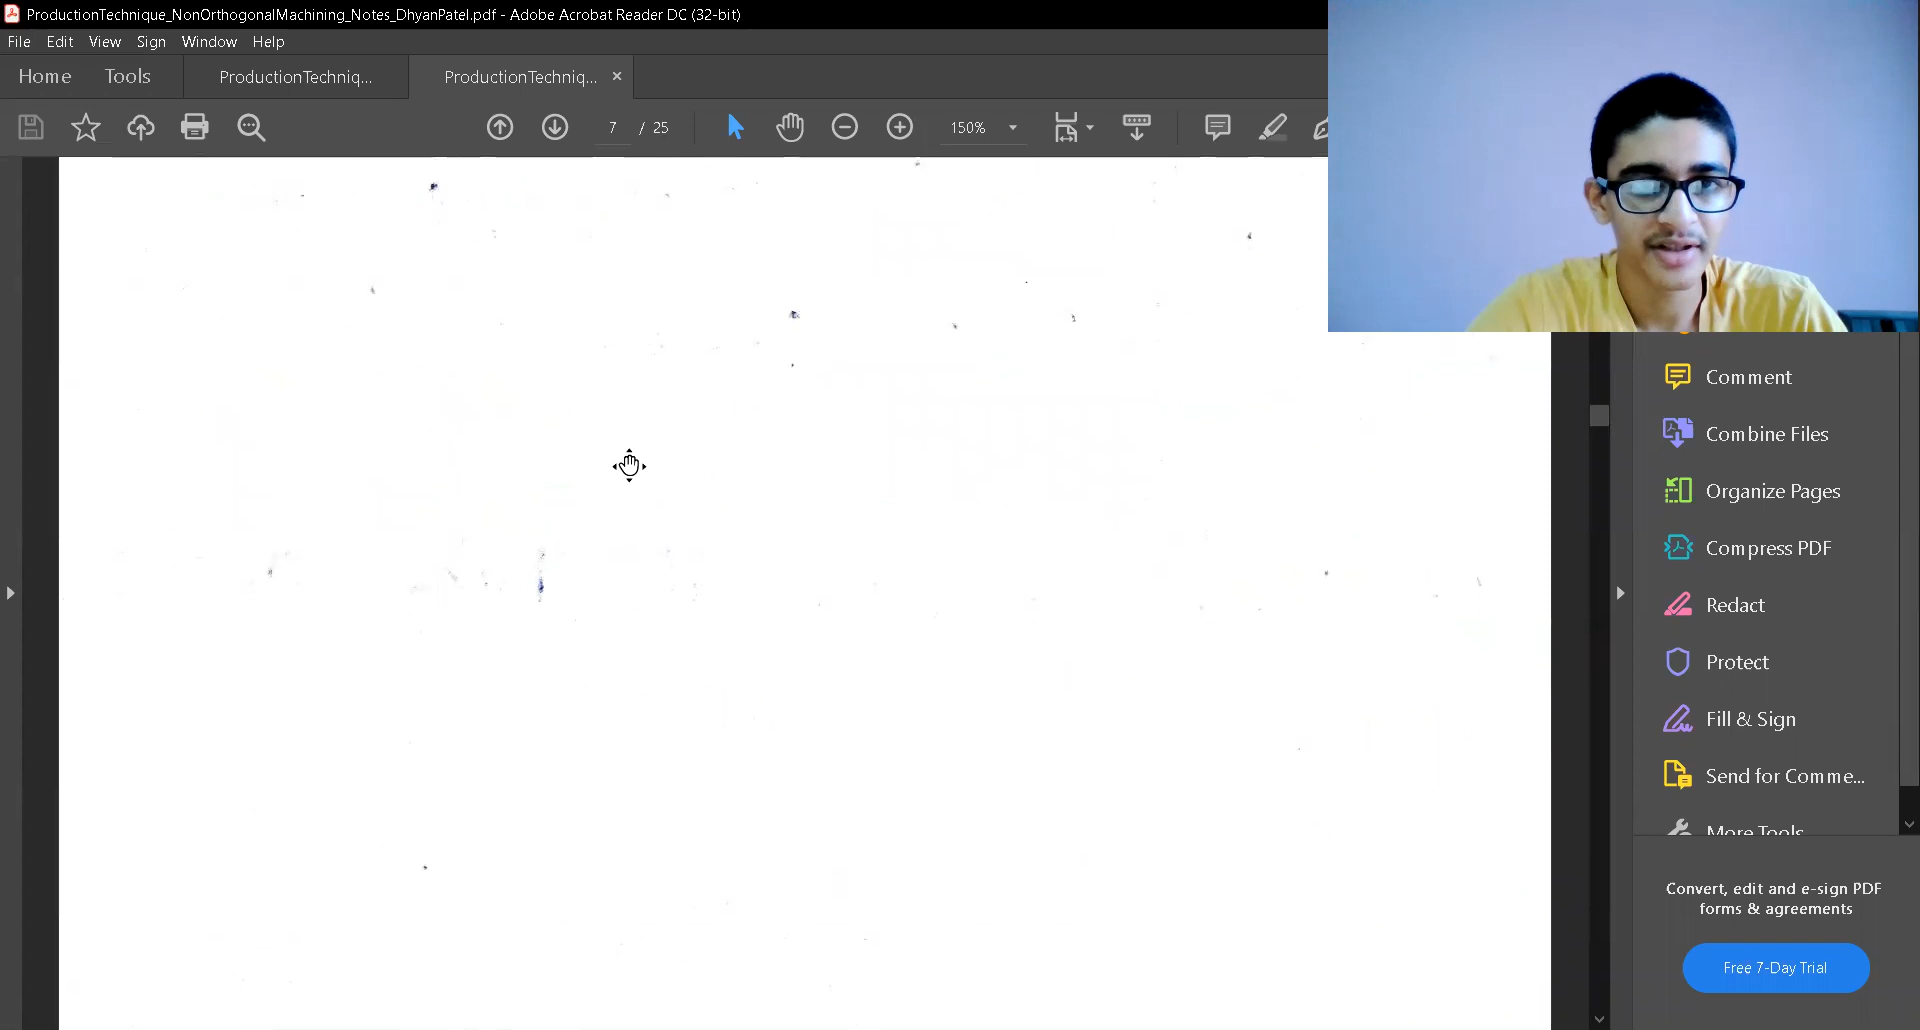 ProductionTechnique_NonOrthogonalMachining_Notes_DhyanPatel.pdf - Adobe Acrobat Reader DC (32-bit)
File Edit View Sign Window Help
Home Tools ProductionTechniq... ProductionTechniq... ×
7 / 25 150%
Comment
Combine Files
Organize Pages
Compress PDF
Redact
Protect
Fill & Sign
Send for Comme...
More Tools
Convert, edit and e-sign PDF
forms & agreements
Free 7-Day Trial